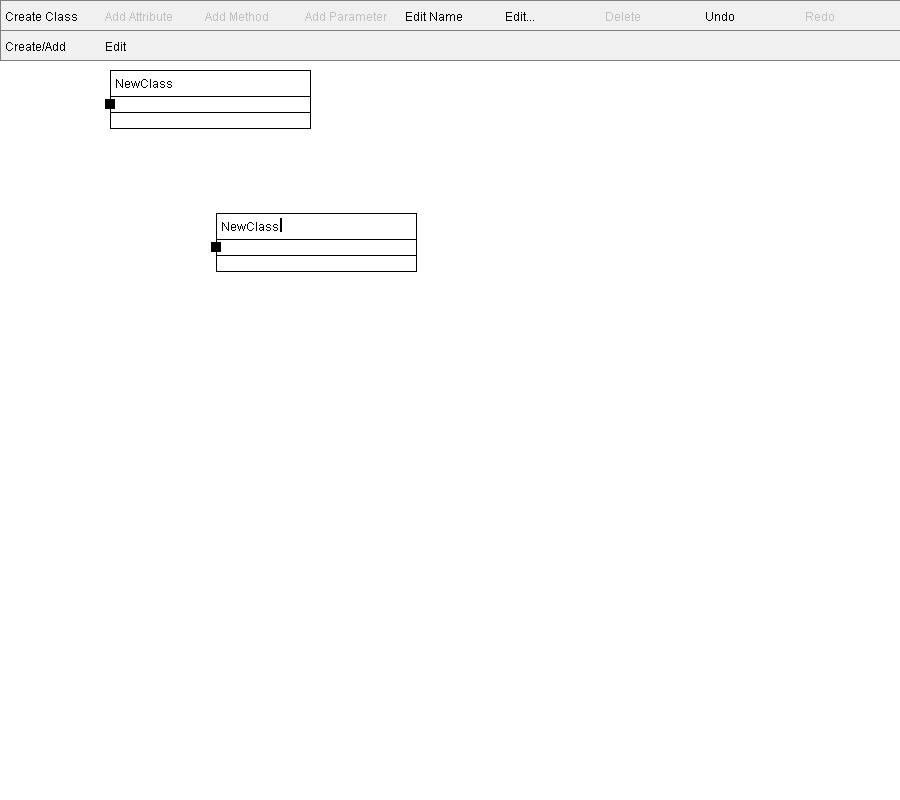 Create Class Add Attribute Add Method Add Parameter Edit Name Edit... Delete Undo Redo
Create/Add Edit
NewClass
NewClass